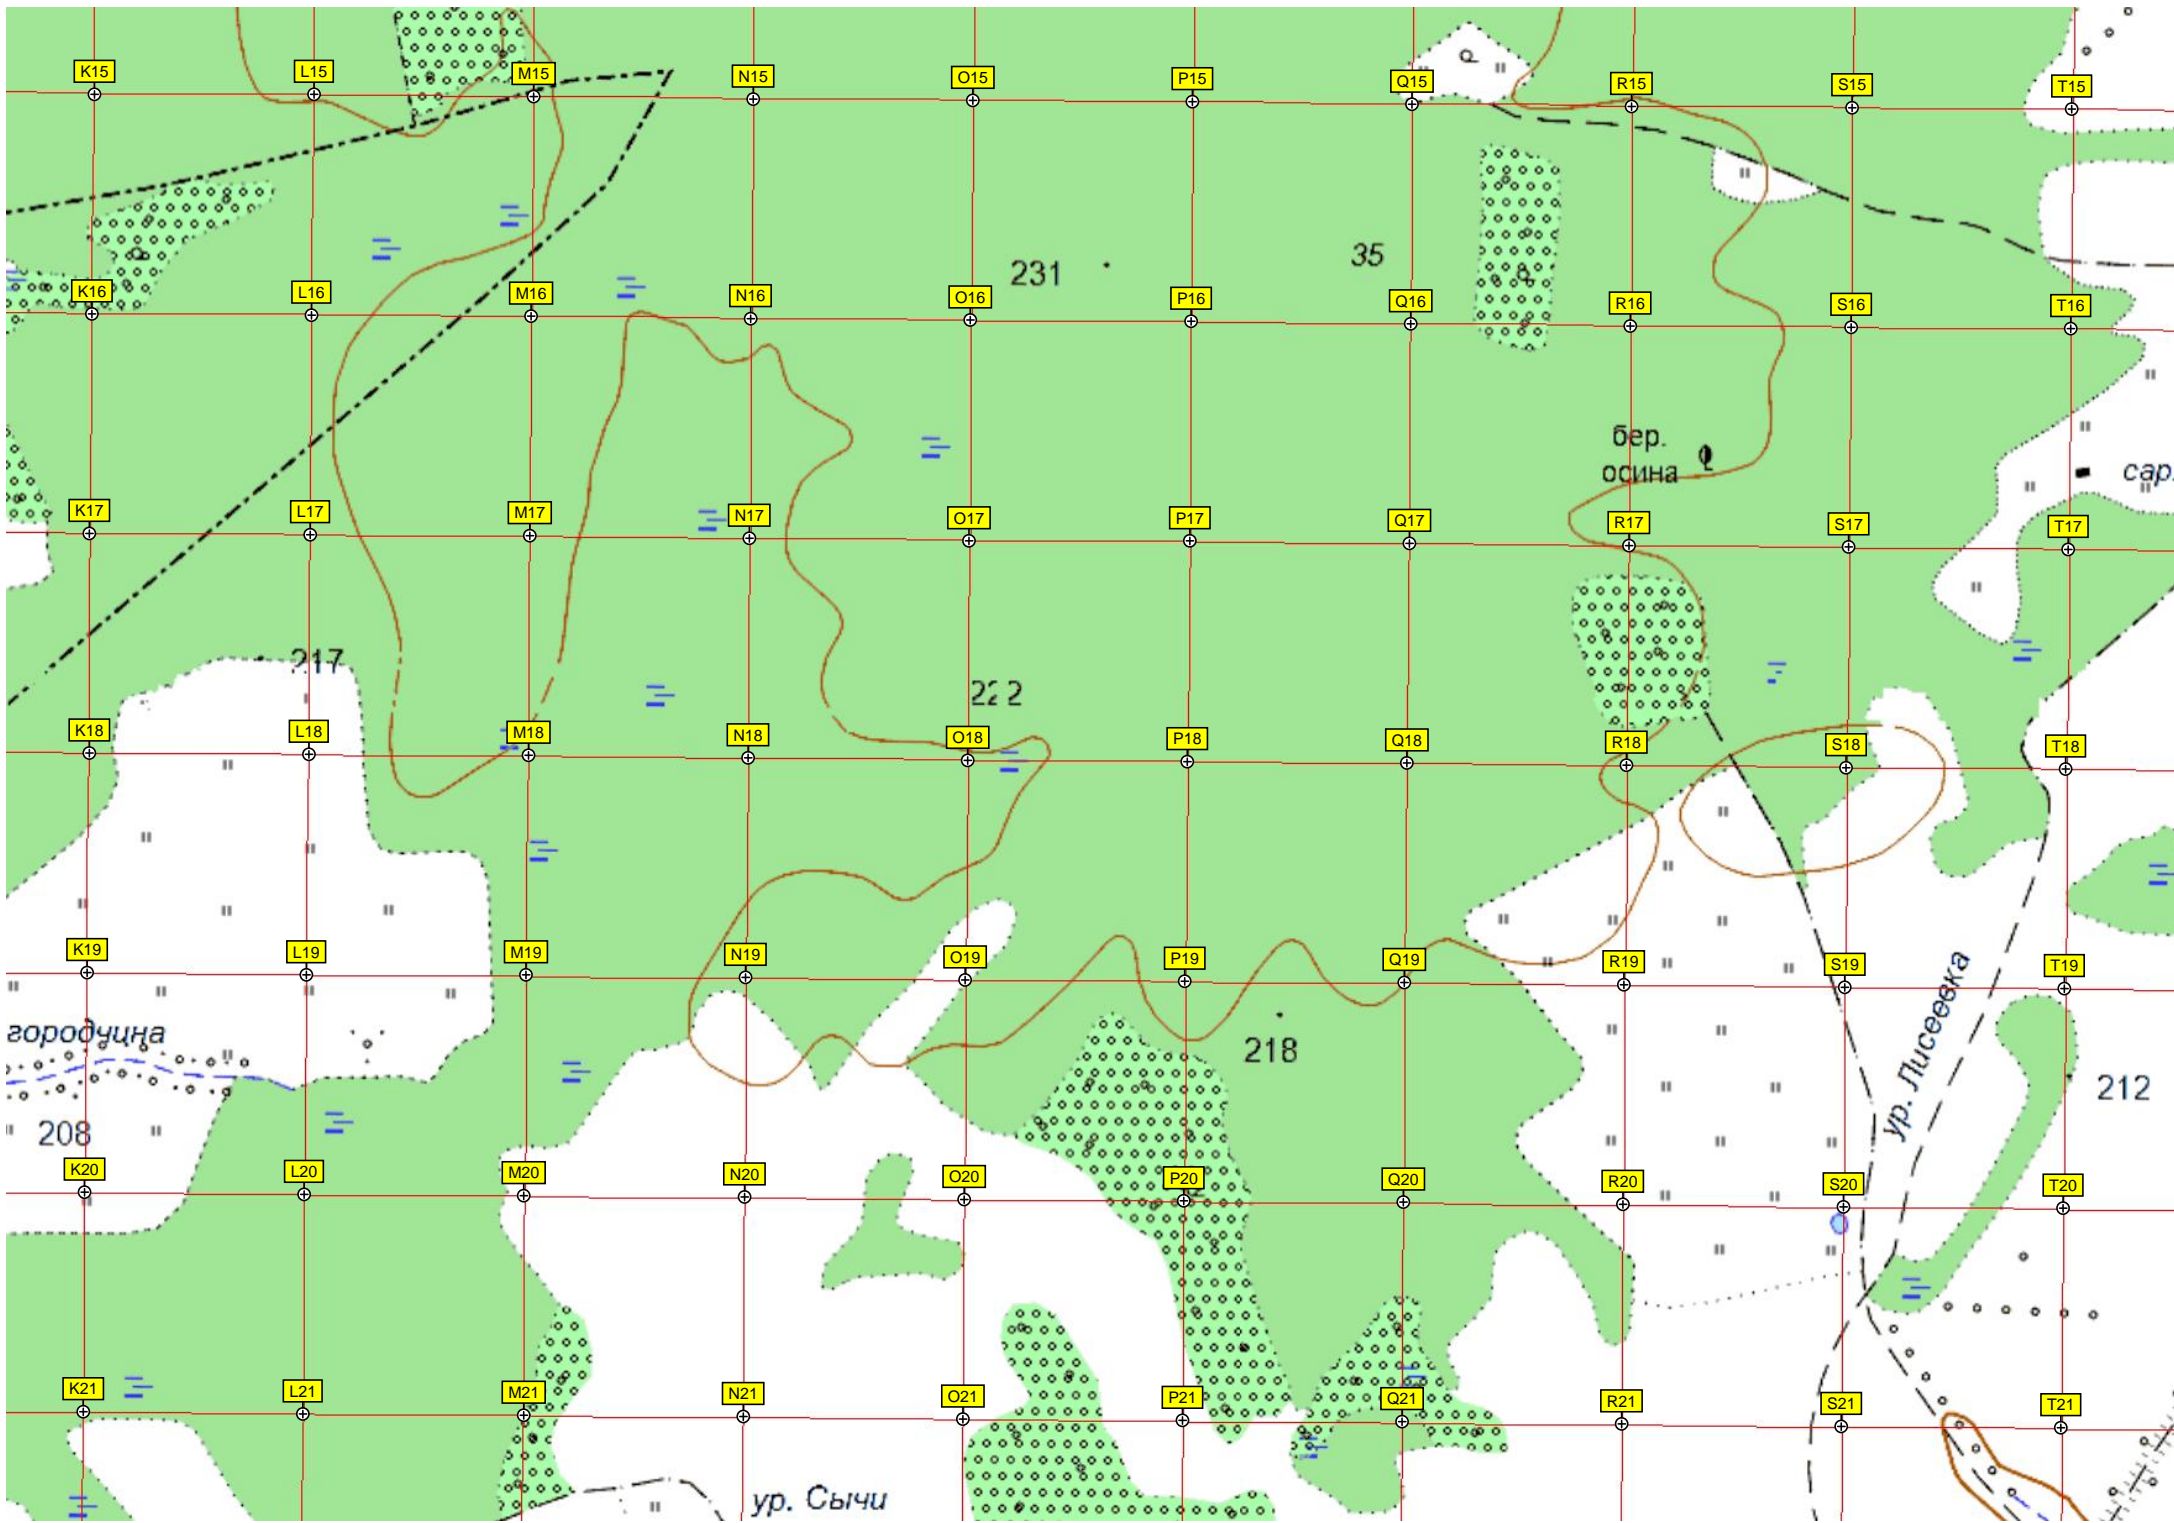 K15 L15 M15 N15 O15 P15 Q15 R15 S15 T15
231 35
K16 L16 M16 N16 O16 P16 Q16 R16 S16 T16
бер.
осина
сар.
K17 L17 M17 N17 O17 P17 Q17 R17 S17 T17
217
222
K18 L18 M18 N18 O18 P18 Q18 R18 S18 T18
K19 L19 M19 N19 O19 P19 Q19 R19 S19 T19
ур. Лисеевка
218
212
208
K20 L20 M20 N20 O20 P20 Q20 R20 S20 T20
K21 L21 M21 N21 O21 P21 Q21 R21 S21 T21
ур. Сычи